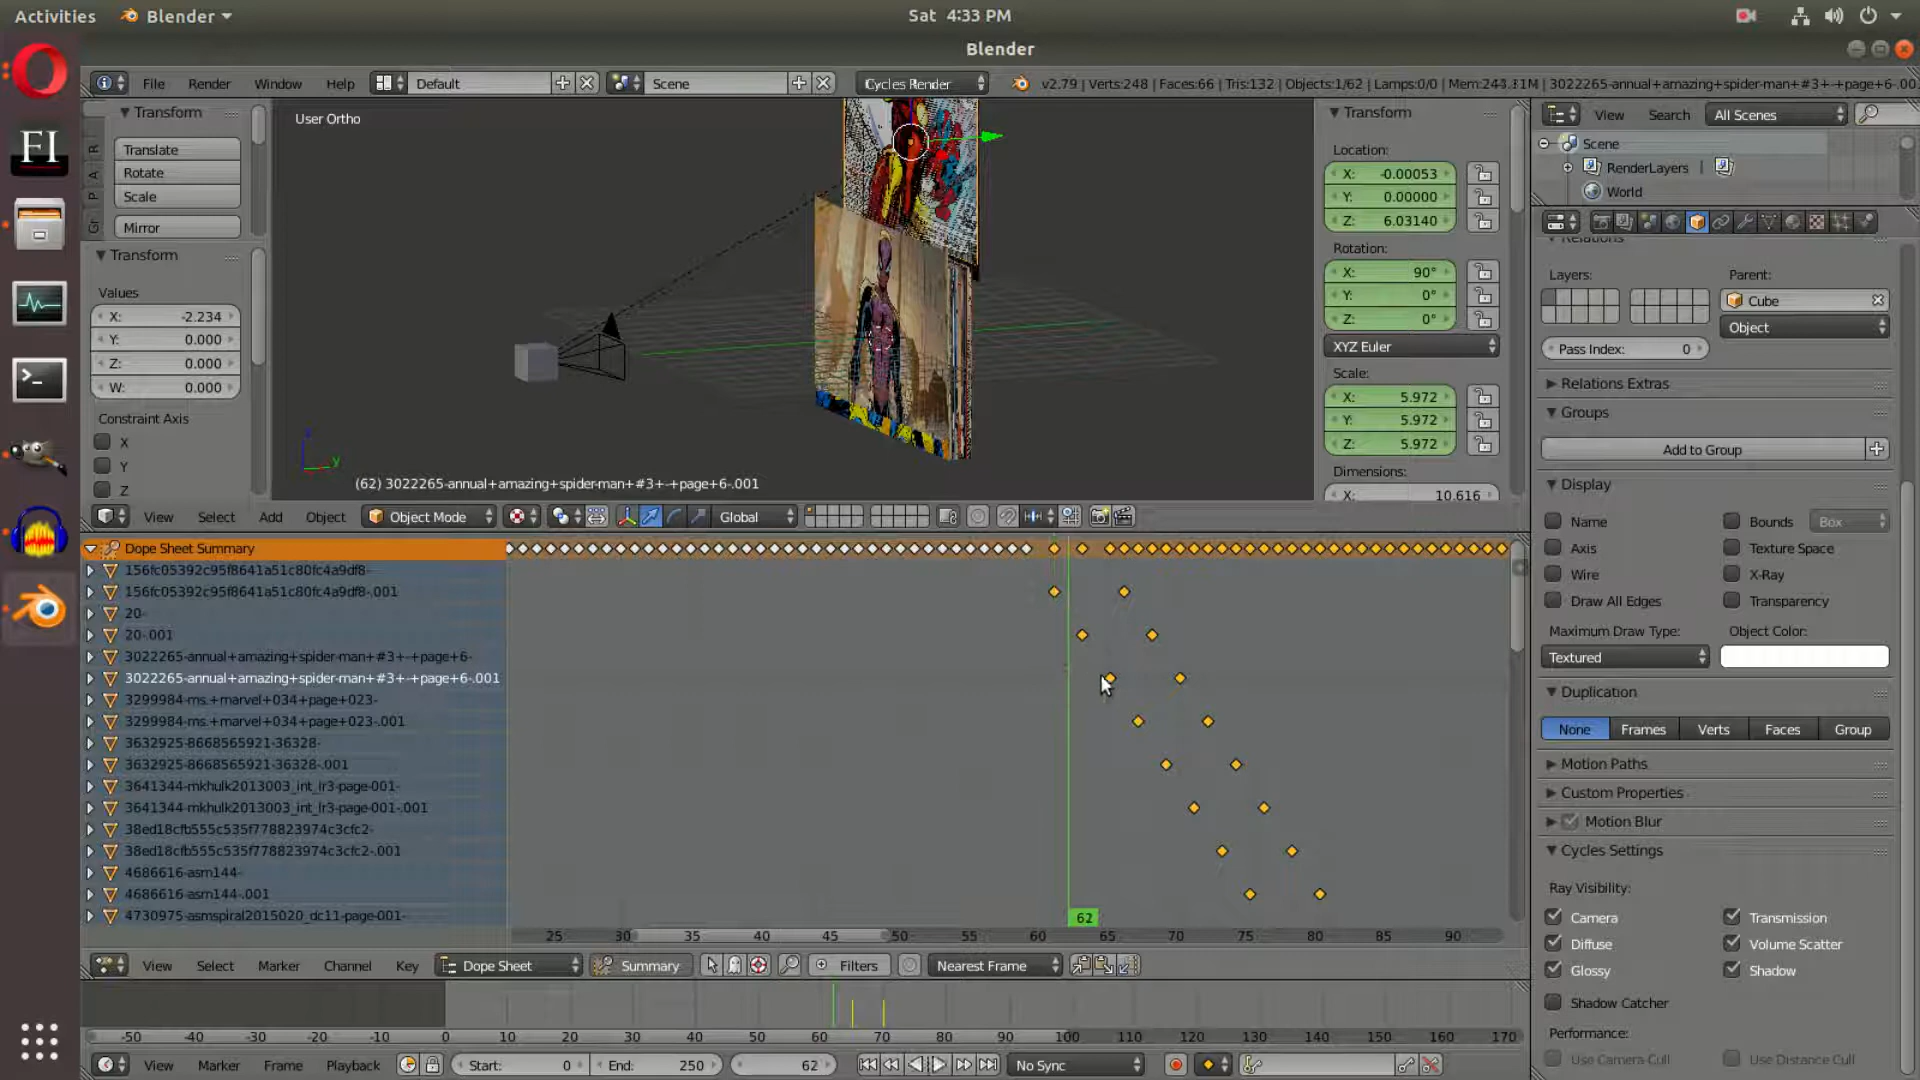 Activities
Blender
Sat 4:33 PM
Blender
File Render Window Help Default Scene Cycles Render v2.79 | Verts:248 | Faces:66 | Tris:132 | Objects:1/62 | Lamps:0/0 | Mem:243.31M | 3022265-annual+amazing+spider-man+#3+-+page+6-.00
FI
Transform
Translate
Rotate
Scale
Mirror
Transform
Values
X: -2.234
Y: 0.000
Z: 0.000
W: 0.000
Constraint Axis
X
Y
Z
R
A
P
Gr
User Ortho
z
y
(62) 3022265-annual+amazing+spider-man+#3+-+page+6-.001
Transform
Location:
X: -0.00053
Y: 0.00000
Z: 6.03140
Rotation:
X: 90°
Y: 0°
Z: 0°
XYZ Euler
Scale:
X: 5.972
Y: 5.972
Z: 5.972
Dimensions:
X: 10.616
View Search All Scenes
Scene
RenderLayers |
World
Relations
Layers: Parent:
Cube
Object
Pass Index: 0
Relations Extras
Groups
Add to Group
Display
Name Bounds Box
Axis Texture Space
Wire X-Ray
Draw All Edges Transparency
Maximum Draw Type: Object Color:
Textured
Duplication
None Frames Verts Faces Group
Motion Paths
Custom Properties
Motion Blur
Cycles Settings
Ray Visibility:
Camera Transmission
Diffuse Volume Scatter
Glossy Shadow
Shadow Catcher
Performance:
Use Camera Cull Use Distance Cull
View Select Add Object Object Mode Global
Dope Sheet Summary
156fc05392c95f8641a51c80fc4a9df8-
156fc05392c95f8641a51c80fc4a9df8-.001
20-
20-.001
3022265-annual+amazing+spider-man+#3+-+page+6-
3022265-annual+amazing+spider-man+#3+-+page+6-.001
3299984-ms.+marvel+034+page+023-
3299984-ms.+marvel+034+page+023-.001
3632925-8668565921-36328-
3632925-8668565921-36328-.001
3641344-mkhulk2013003_int_lr3-page-001-
3641344-mkhulk2013003_int_lr3-page-001-.001
38ed18cfb555c535f778823974c3cfc2-
38ed18cfb555c535f778823974c3cfc2-.001
4686616-asm144-
4686616-asm144-.001
4730975-asmspiral2015020_dc11-page-001-
62
25 30 35 40 45 50 55 60 65 70 75 80 85 90
View Select Marker Channel Key Dope Sheet Summary Filters Nearest Frame
-50 -40 -30 -20 -10 0 10 20 30 40 50 60 70 80 90 100 110 120 130 140 150 160 170
View Marker Frame Playback Start: 0 End: 250 62 No Sync